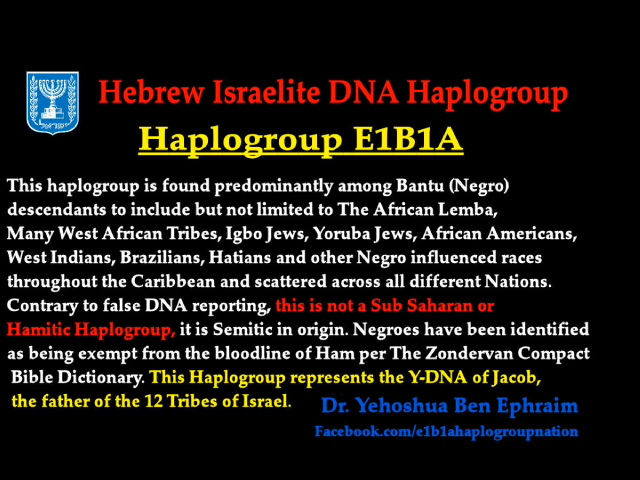 Hebrew Israelite DNA Haplogroup
Haplogroup E1B1A
This haplogroup is found predominantly among Bantu (Negro)
descendants to include but not limited to The African Lemba,
Many West African Tribes, Igbo Jews, Yoruba Jews, African Americans,
West Indians, Brazilians, Hatians and other Negro influenced races
throughout the Caribbean and scattered across all different Nations.
Contrary to false DNA reporting, this is not a Sub Saharan or
Hamitic Haplogroup, it is Semitic in origin. Negroes have been identified
as being exempt from the bloodline of Ham per The Zondervan Compact
Bible Dictionary. This Haplogroup represents the Y-DNA of Jacob,
the father of the 12 Tribes of Israel.
Dr. Yehoshua Ben Ephraim
Facebook.com/e1b1ahaplogroupnation